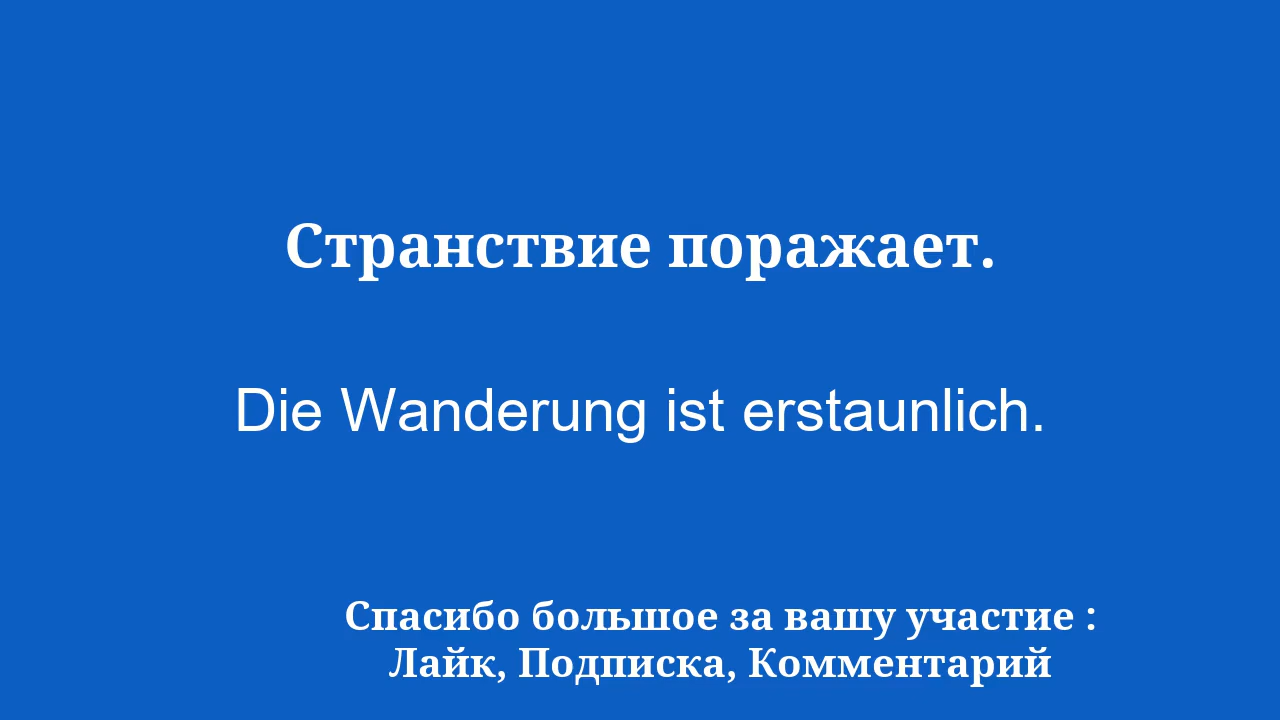 Странствие поражает.
Die Wanderung ist erstaunlich.
Спасибо большое за вашу участие :
Лайк, Подписка, Комментарий